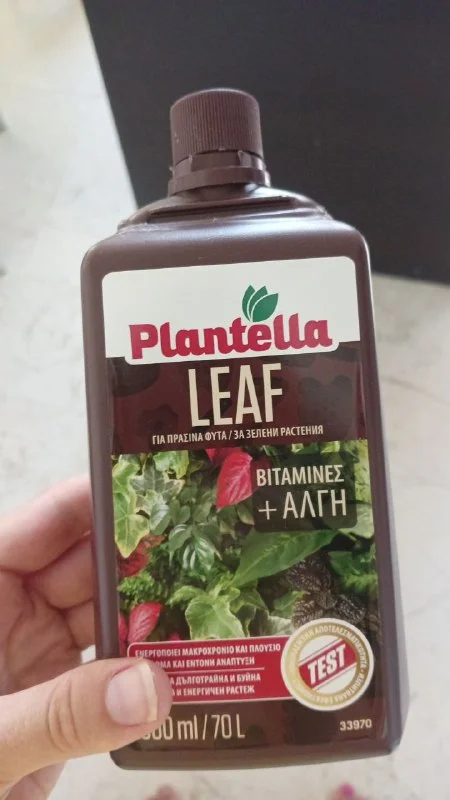 Plantella
LEAF
ΓΙΑ ΠΡΑΣΙΝΑ ΦΥΤΑ / ЗА ЗЕЛЕНИ РАСТЕНИЯ
ΒΙΤΑΜΙΝΕΣ
+ ΑΛΓΗ
ΕΝΕΡΓΟΠΟΙΕΙ ΜΑΚΡΟΧΡΟΝΙΟ ΚΑΙ ΠΛΟΥΣΙΟ
ΚΑΙ ΕΝΤΟΝΗ ΑΝΑΠΤΥΞΗ
ДЪЛГОТРАЙНА И БУЙНА
И ЕНЕРГИЧЕН РАСТЕЖ
TEST
ml / 70 L
33970